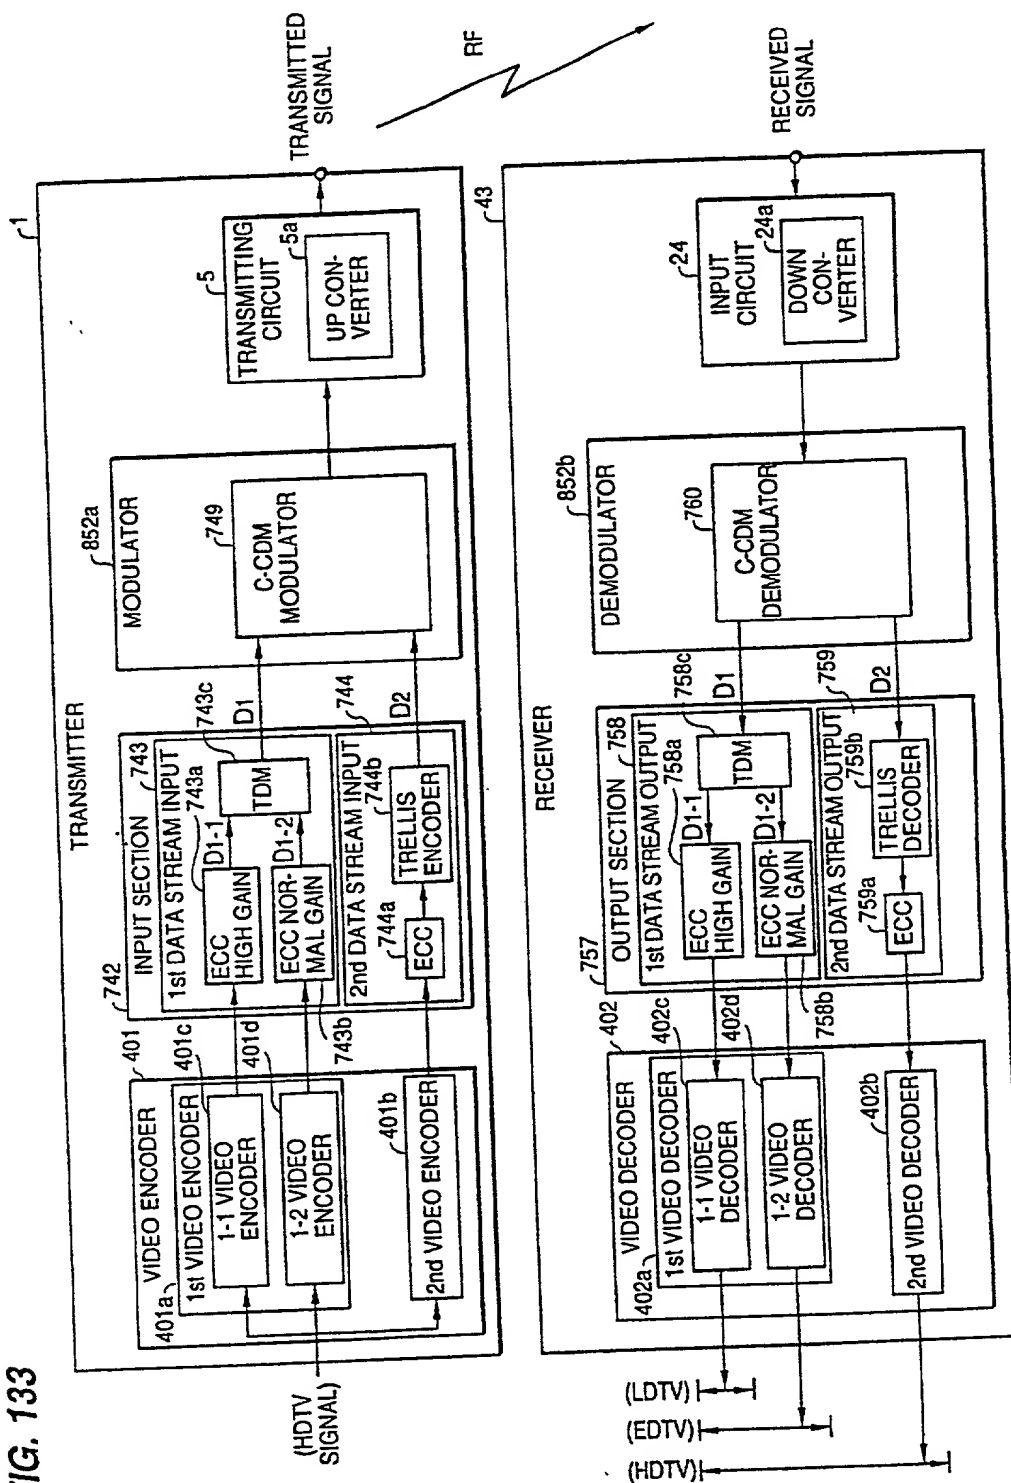 FIG. 133
TRANSMITTER
1
(HDTV
SIGNAL)
VIDEO ENCODER
401
401a
1st VIDEO ENCODER
401c
1-1 VIDEO
ENCODER
401d
1-2 VIDEO
ENCODER
401b
2nd VIDEO ENCODER
742
INPUT SECTION
743
1st DATA STREAM INPUT
743a
743c
ECC
HIGH GAIN
D1-1
TDM
D1
ECC NOR-
MAL GAIN
D1-2
743b
744
2nd DATA STREAM INPUT
744a
744b
ECC
TRELLIS
ENCODER
D2
852a
MODULATOR
749
C-CDM
MODULATOR
5
TRANSMITTING
CIRCUIT
5a
UP CON-
VERTER
TRANSMITTED
SIGNAL
RF
RECEIVER
43
(LDTV)
(EDTV)
(HDTV)
VIDEO DECODER
402
402a
1st VIDEO DECODER
402c
1-1 VIDEO
DECODER
402d
1-2 VIDEO
DECODER
402b
2nd VIDEO DECODER
757
OUTPUT SECTION
758
1st DATA STREAM OUTPUT
758a
758c
ECC
HIGH GAIN
D1-1
TDM
D1
ECC NOR-
MAL GAIN
D1-2
758b
759
2nd DATA STREAM OUTPUT
759a
759b
ECC
TRELLIS
DECODER
D2
852b
DEMODULATOR
760
C-CDM
DEMODULATOR
24
INPUT
CIRCUIT
24a
DOWN
CON-
VERTER
RECEIVED
SIGNAL